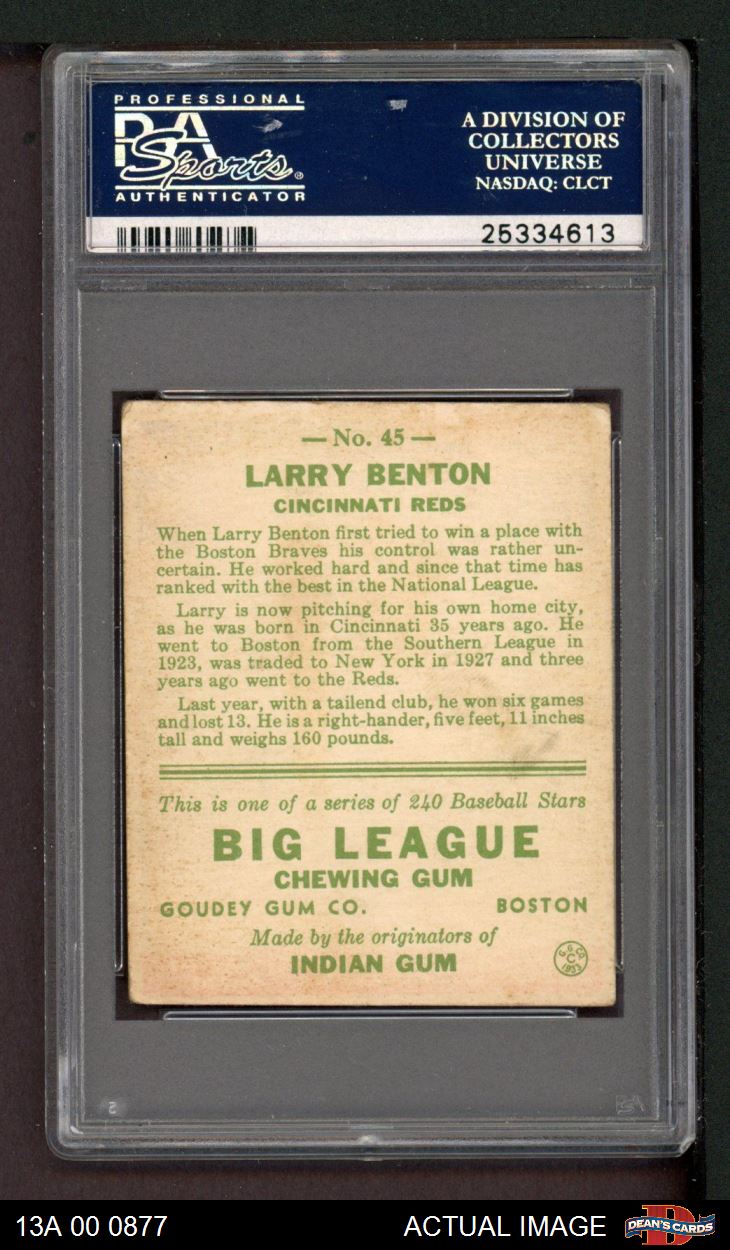 PROFESSIONAL
PSA
Sports®
AUTHENTICATOR
A DIVISION OF
COLLECTORS
UNIVERSE
NASDAQ: CLCT
25334613
— No. 45 —
LARRY BENTON
CINCINNATI REDS
When Larry Benton first tried to win a place with
the Boston Braves his control was rather un-
certain. He worked hard and since that time has
ranked with the best in the National League.
Larry is now pitching for his own home city,
as he was born in Cincinnati 35 years ago. He
went to Boston from the Southern League in
1923, was traded to New York in 1927 and three
years ago went to the Reds.
Last year, with a tailend club, he won six games
and lost 13. He is a right-hander, five feet, 11 inches
tall and weighs 160 pounds.
This is one of a series of 240 Baseball Stars
BIG LEAGUE
CHEWING GUM
GOUDEY GUM CO. BOSTON
Made by the originators of
INDIAN GUM
G. G. CO.
C
1933
13A 00 0877
ACTUAL IMAGE
DEAN'S CARDS